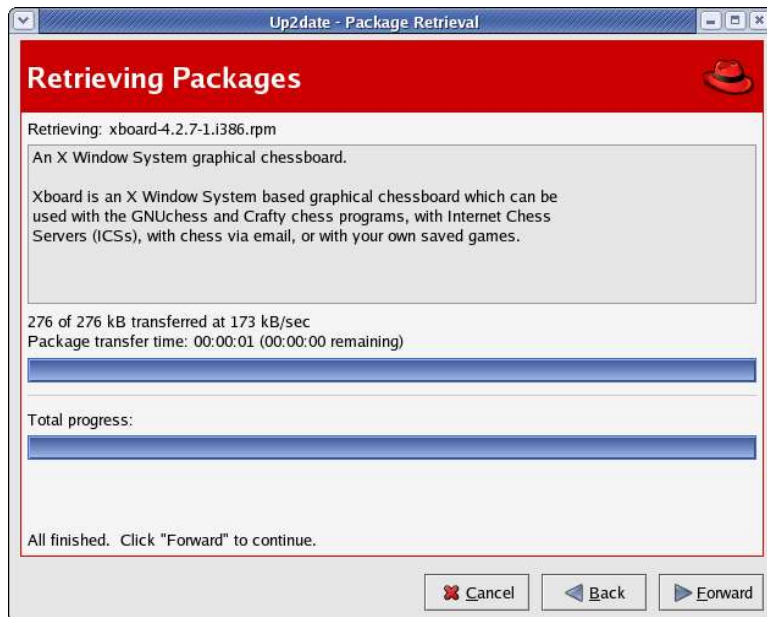 Up2date - Package Retrieval
Retrieving Packages
Retrieving: xboard-4.2.7-1.i386.rpm
An X Window System graphical chessboard.
Xboard is an X Window System based graphical chessboard which can be
used with the GNUchess and Crafty chess programs, with Internet Chess
Servers (ICSs), with chess via email, or with your own saved games.
276 of 276 kB transferred at 173 kB/sec
Package transfer time: 00:00:01 (00:00:00 remaining)
Total progress:
All finished.  Click "Forward" to continue.
Cancel
Back
Forward